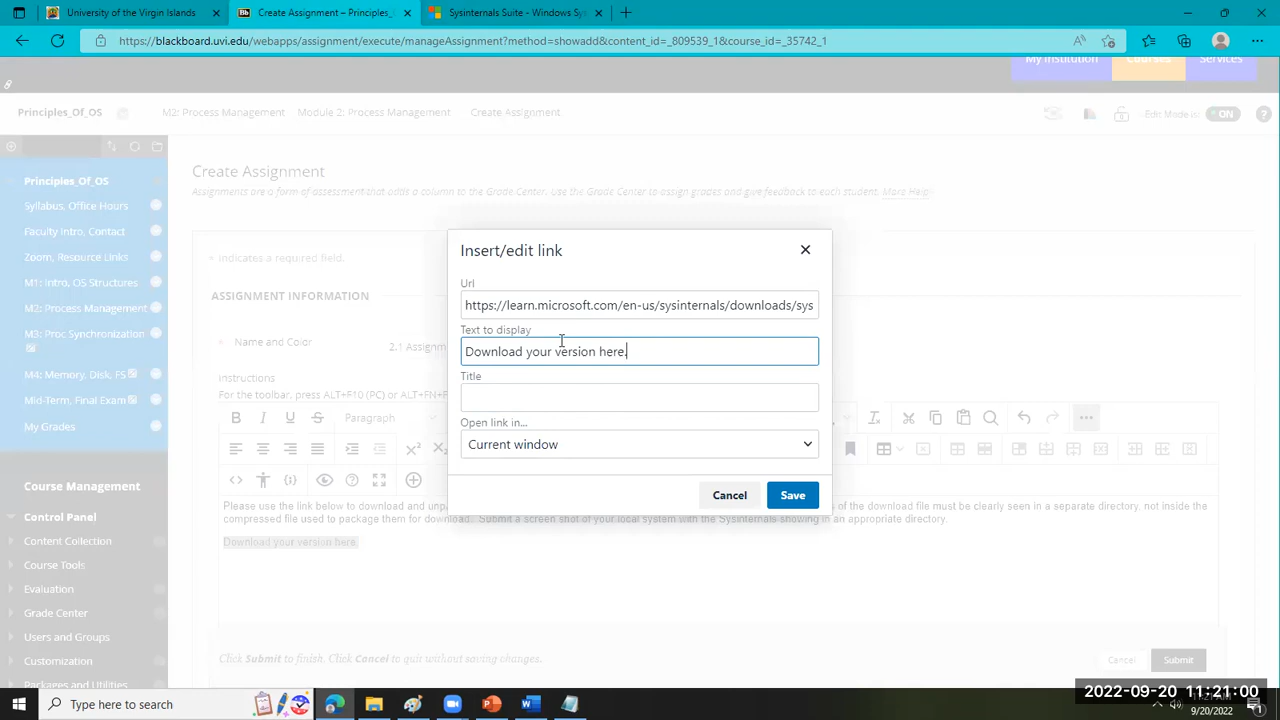 University of the Virgin Islands
Create Assignment – Principles_
Sysinternals Suite - Windows Sy
https://blackboard.uvi.edu/webapps/assignment/execute/manageAssignment?method=showadd&content_id=_809539_1&course_id=_35742_1
My Institution
Courses
Services
Principles_Of_OS
M2: Process Management
Module 2: Process Management
Create Assignment
Edit Mode is:
ON
Create Assignment
Assignments are a form of assessment that adds a column to the Grade Center. Use the Grade Center to assign grades and give feedback to each student. More Help
Principles_Of_OS
Syllabus, Office Hours
Faculty Intro, Contact
Zoom, Resource Links
M1: Intro, OS Structures
M2: Process Management
M3: Proc Synchronization
M4: Memory, Disk, FS
Mid-Term, Final Exam
My Grades
Course Management
Control Panel
Content Collection
Course Tools
Evaluation
Grade Center
Users and Groups
Customization
Packages and Utilities
Indicates a required field.
ASSIGNMENT INFORMATION
Name and Color
2.1 Assignm
Instructions
For the toolbar, press ALT+F10 (PC) or ALT+FN+F
B I U S Paragraph
Insert/edit link
Url
https://learn.microsoft.com/en-us/sysinternals/downloads/sys
Text to display
Download your version here.
Title
Open link in...
Current window
Cancel
Save
Please use the link below to download and unpa
of the download file must be clearly seen in a separate directory, not inside the
compressed file used to package them for download. Submit a screen shot of your local system with the Sysinternals showing in an appropriate directory.
Download your version here.
Click Submit to finish. Click Cancel to quit without saving changes.
Cancel
Submit
Type here to search
2022-09-20 11:21:00
9/20/2022